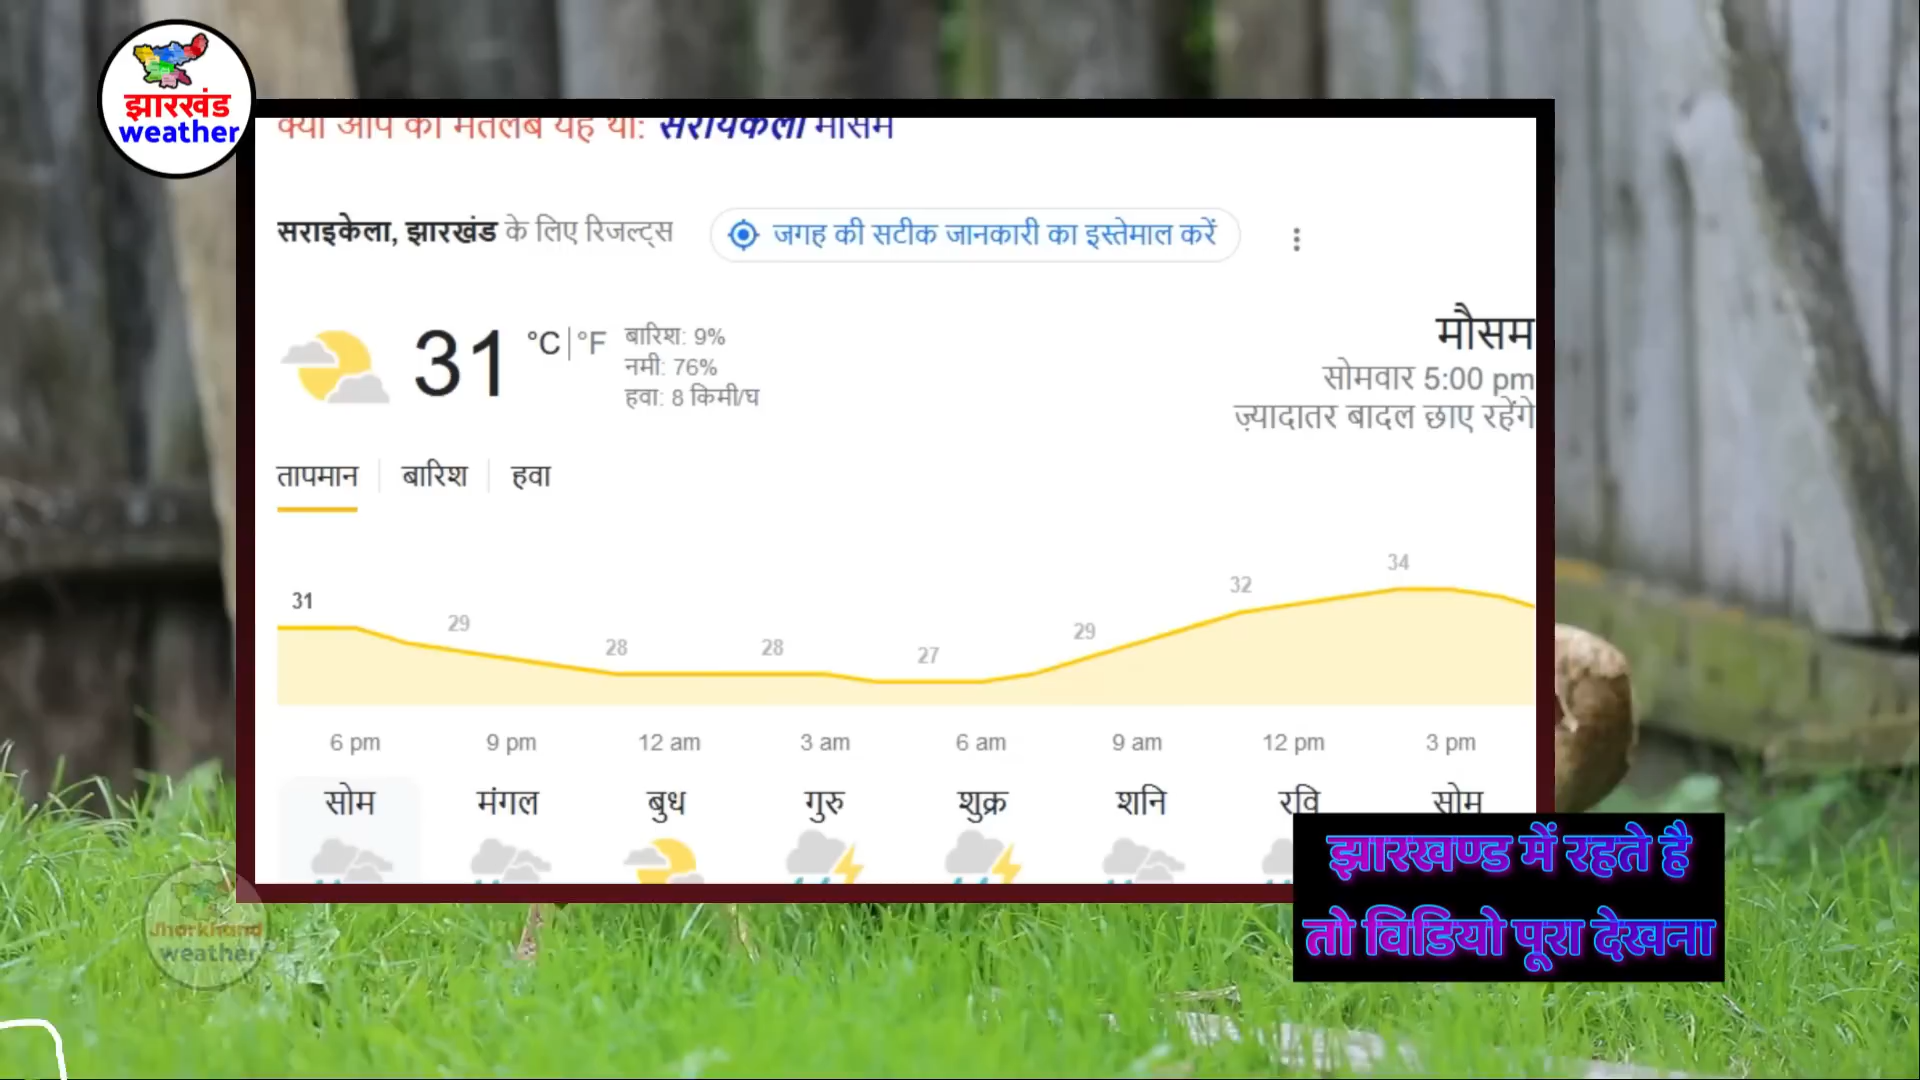 झारखंड
weather
क्या आप का मतलब यह था: सरायकेला मौसम
सराइकेला, झारखंड के लिए रिजल्ट्स
जगह की सटीक जानकारी का इस्तेमाल करें
31 °C | °F
बारिश: 9%
नमी: 76%
हवा: 8 किमी/घ
मौसम
सोमवार 5:00 pm
ज़्यादातर बादल छाए रहेंगे
तापमान | बारिश | हवा
31 29 28 28 27 29 32 34
6 pm 9 pm 12 am 3 am 6 am 9 am 12 pm 3 pm
सोम मंगल बुध गुरु शुक्र शनि रवि सोम
झारखण्ड में रहते है
तो विडियो पूरा देखना
Jharkhand
weather